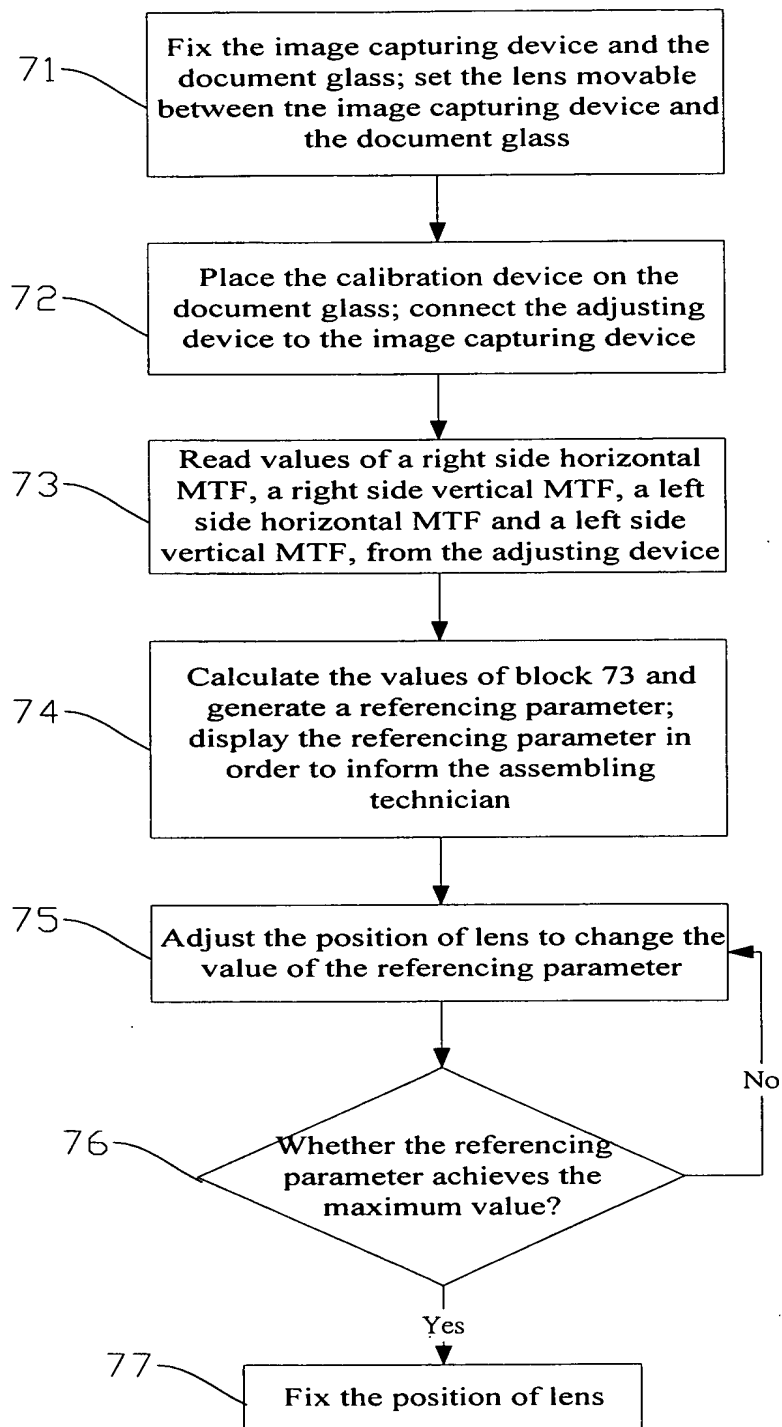 71
Fix the image capturing device and the
document glass; set the lens movable
between tne image capturing device and
the document glass
72
Place the calibration device on the
document glass; connect the adjusting
device to the image capturing device
73
Read values of a right side horizontal
MTF, a right side vertical MTF, a left
side horizontal MTF and a left side
vertical MTF, from the adjusting device
74
Calculate the values of block 73 and
generate a referencing parameter;
display the referencing parameter in
order to inform the assembling
technician
75
Adjust the position of lens to change the
value of the referencing parameter
No
76
Whether the referencing
parameter achieves the
maximum value?
Yes
77
Fix the position of lens